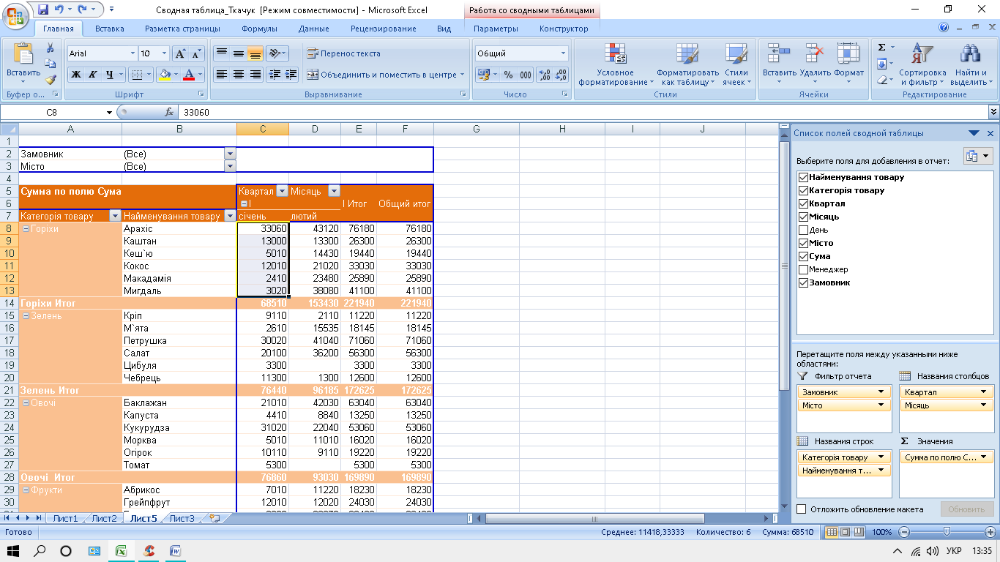 Сводная таблица_Ткачук [Режим совместимости] - Microsoft Excel
Работа со сводными таблицами
Главная Вставка Разметка страницы Формулы Данные Рецензирование Вид Параметры Конструктор
Arial 10 Перенос текста Общий
Вставить Ж К Ч А Объединить и поместить в центре % 000
Условное форматирование Форматировать как таблицу Стили ячеек Вставить Удалить Формат Сортировка и фильтр Найти и выделить
Буфер о... Шрифт Выравнивание Число Стили Ячейки Редактирование
C8 fx 33060
A B C D E F G H I J
1
2 Замовник (Все)
3 Місто (Все)
4
5 Сумма по полю Сума Квартал Місяць
6 I I Итог Общий итог
7 Категорія товару Найменування товару січень лютий
8 Горіхи Арахіс 33060 43120 76180 76180
9 Каштан 13000 13300 26300 26300
10 Кеш`ю 5010 14430 19440 19440
11 Кокос 12010 21020 33030 33030
12 Макадамія 2410 23480 25890 25890
13 Мигдаль 3020 38080 41100 41100
14 Горіхи Итог 68510 153430 221940 221940
15 Зелень Кріп 9110 2110 11220 11220
16 М`ята 2610 15535 18145 18145
17 Петрушка 30020 41040 71060 71060
18 Салат 20100 36200 56300 56300
19 Цибуля 3300 3300 3300
20 Чебрець 11300 1300 12600 12600
21 Зелень Итог 76440 96185 172625 172625
22 Овочі Баклажан 21010 42030 63040 63040
23 Капуста 4410 8840 13250 13250
24 Кукурудза 31020 22040 53060 53060
25 Морква 5010 11010 16020 16020
26 Огірок 10110 9110 19220 19220
27 Томат 5300 5300 5300
28 Овочі Итог 76860 93030 169890 169890
29 Фрукти Абрикос 7010 11220 18230 18230
30 Грейпфрут 12010 12020 24030 24030
Список полей сводной таблицы
Выберите поля для добавления в отчет:
Найменування товару
Категорія товару
Квартал
Місяць
День
Місто
Сума
Менеджер
Замовник
Перетащите поля между указанными ниже
областями:
Фильтр отчета Названия столбцов
Замовник Квартал
Місто Місяць
Названия строк Σ Значения
Категорія товару Сумма по полю С...
Найменування т...
Отложить обновление макета Обновить
Лист1 Лист2 Лист5 Лист3
Готово Среднее: 11418,33333 Количество: 6 Сумма: 68510 100%
УКР 13:35